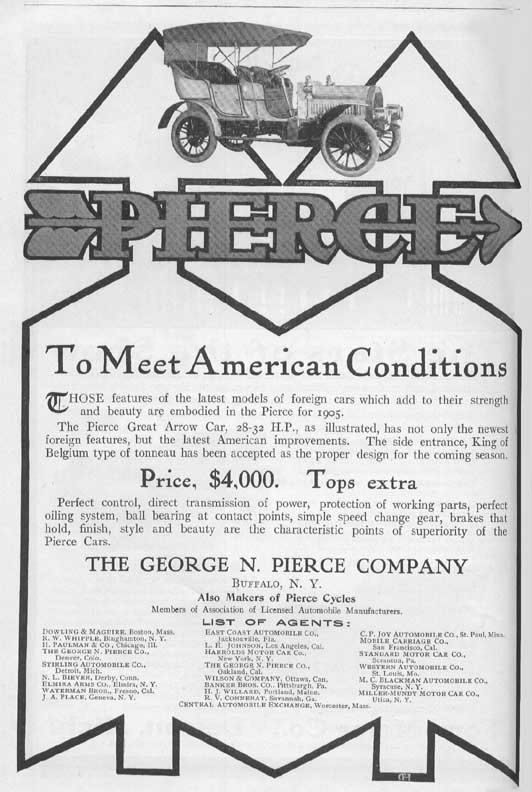 PIERCE
To Meet American Conditions
THOSE features of the latest models of foreign cars which add to their strength
and beauty are embodied in the Pierce for 1905.
The Pierce Great Arrow Car, 28-32 H.P., as illustrated, has not only the newest
foreign features, but the latest American improvements. The side entrance, King of
Belgium type of tonneau has been accepted as the proper design for the coming season.
Price, $4,000. Tops extra
Perfect control, direct transmission of power, protection of working parts, perfect
oiling system, ball bearing at contact points, simple speed change gear, brakes that
hold, finish, style and beauty are the characteristic points of superiority of the
Pierce Cars.
THE GEORGE N. PIERCE COMPANY
BUFFALO, N. Y.
Also Makers of Pierce Cycles
Members of Association of Licensed Automobile Manufacturers.
LIST OF AGENTS:
DOWLING & MAGUIRE, Boston, Mass.
R. W. WHIPPLE, Binghamton, N. Y.
H. PAULMAN & CO., Chicago, Ill.
THE GEORGE N. PIERCE CO.,
Denver, Colo.
STIRLING AUTOMOBILE CO.,
Detroit, Mich.
N. L. BIEVER, Derby, Conn.
ELMIRA ARMS CO., Elmira, N. Y.
WATERMAN BROS., Fresno, Cal.
J. A. PLACE, Geneva, N. Y.
EAST COAST AUTOMOBILE CO.,
Jacksonville, Fla.
L. E. JOHNSON, Los Angeles, Cal.
HARROLDS MOTOR CAR CO.,
New York, N. Y.
THE GEORGE N. PIERCE CO.,
Oakland, Cal.
WILSON & COMPANY, Ottawa, Can.
BANKER BROS. CO., Pittsburgh, Pa.
H. J. WILLARD, Portland, Maine.
R. V. CONNERAT, Savannah, Ga.
C. P. JOY AUTOMOBILE CO., St. Paul, Minn.
MOBILE CARRIAGE CO.,
San Francisco, Cal.
STANDARD MOTOR CAR CO.,
Scranton, Pa.
WESTERN AUTOMOBILE CO.,
St. Louis, Mo.
M. C. BLACKMAN AUTOMOBILE CO.,
Syracuse, N. Y.
MILLER-MUNDY MOTOR CAR CO.,
Utica, N. Y.
CENTRAL AUTOMOBILE EXCHANGE, Worcester, Mass.